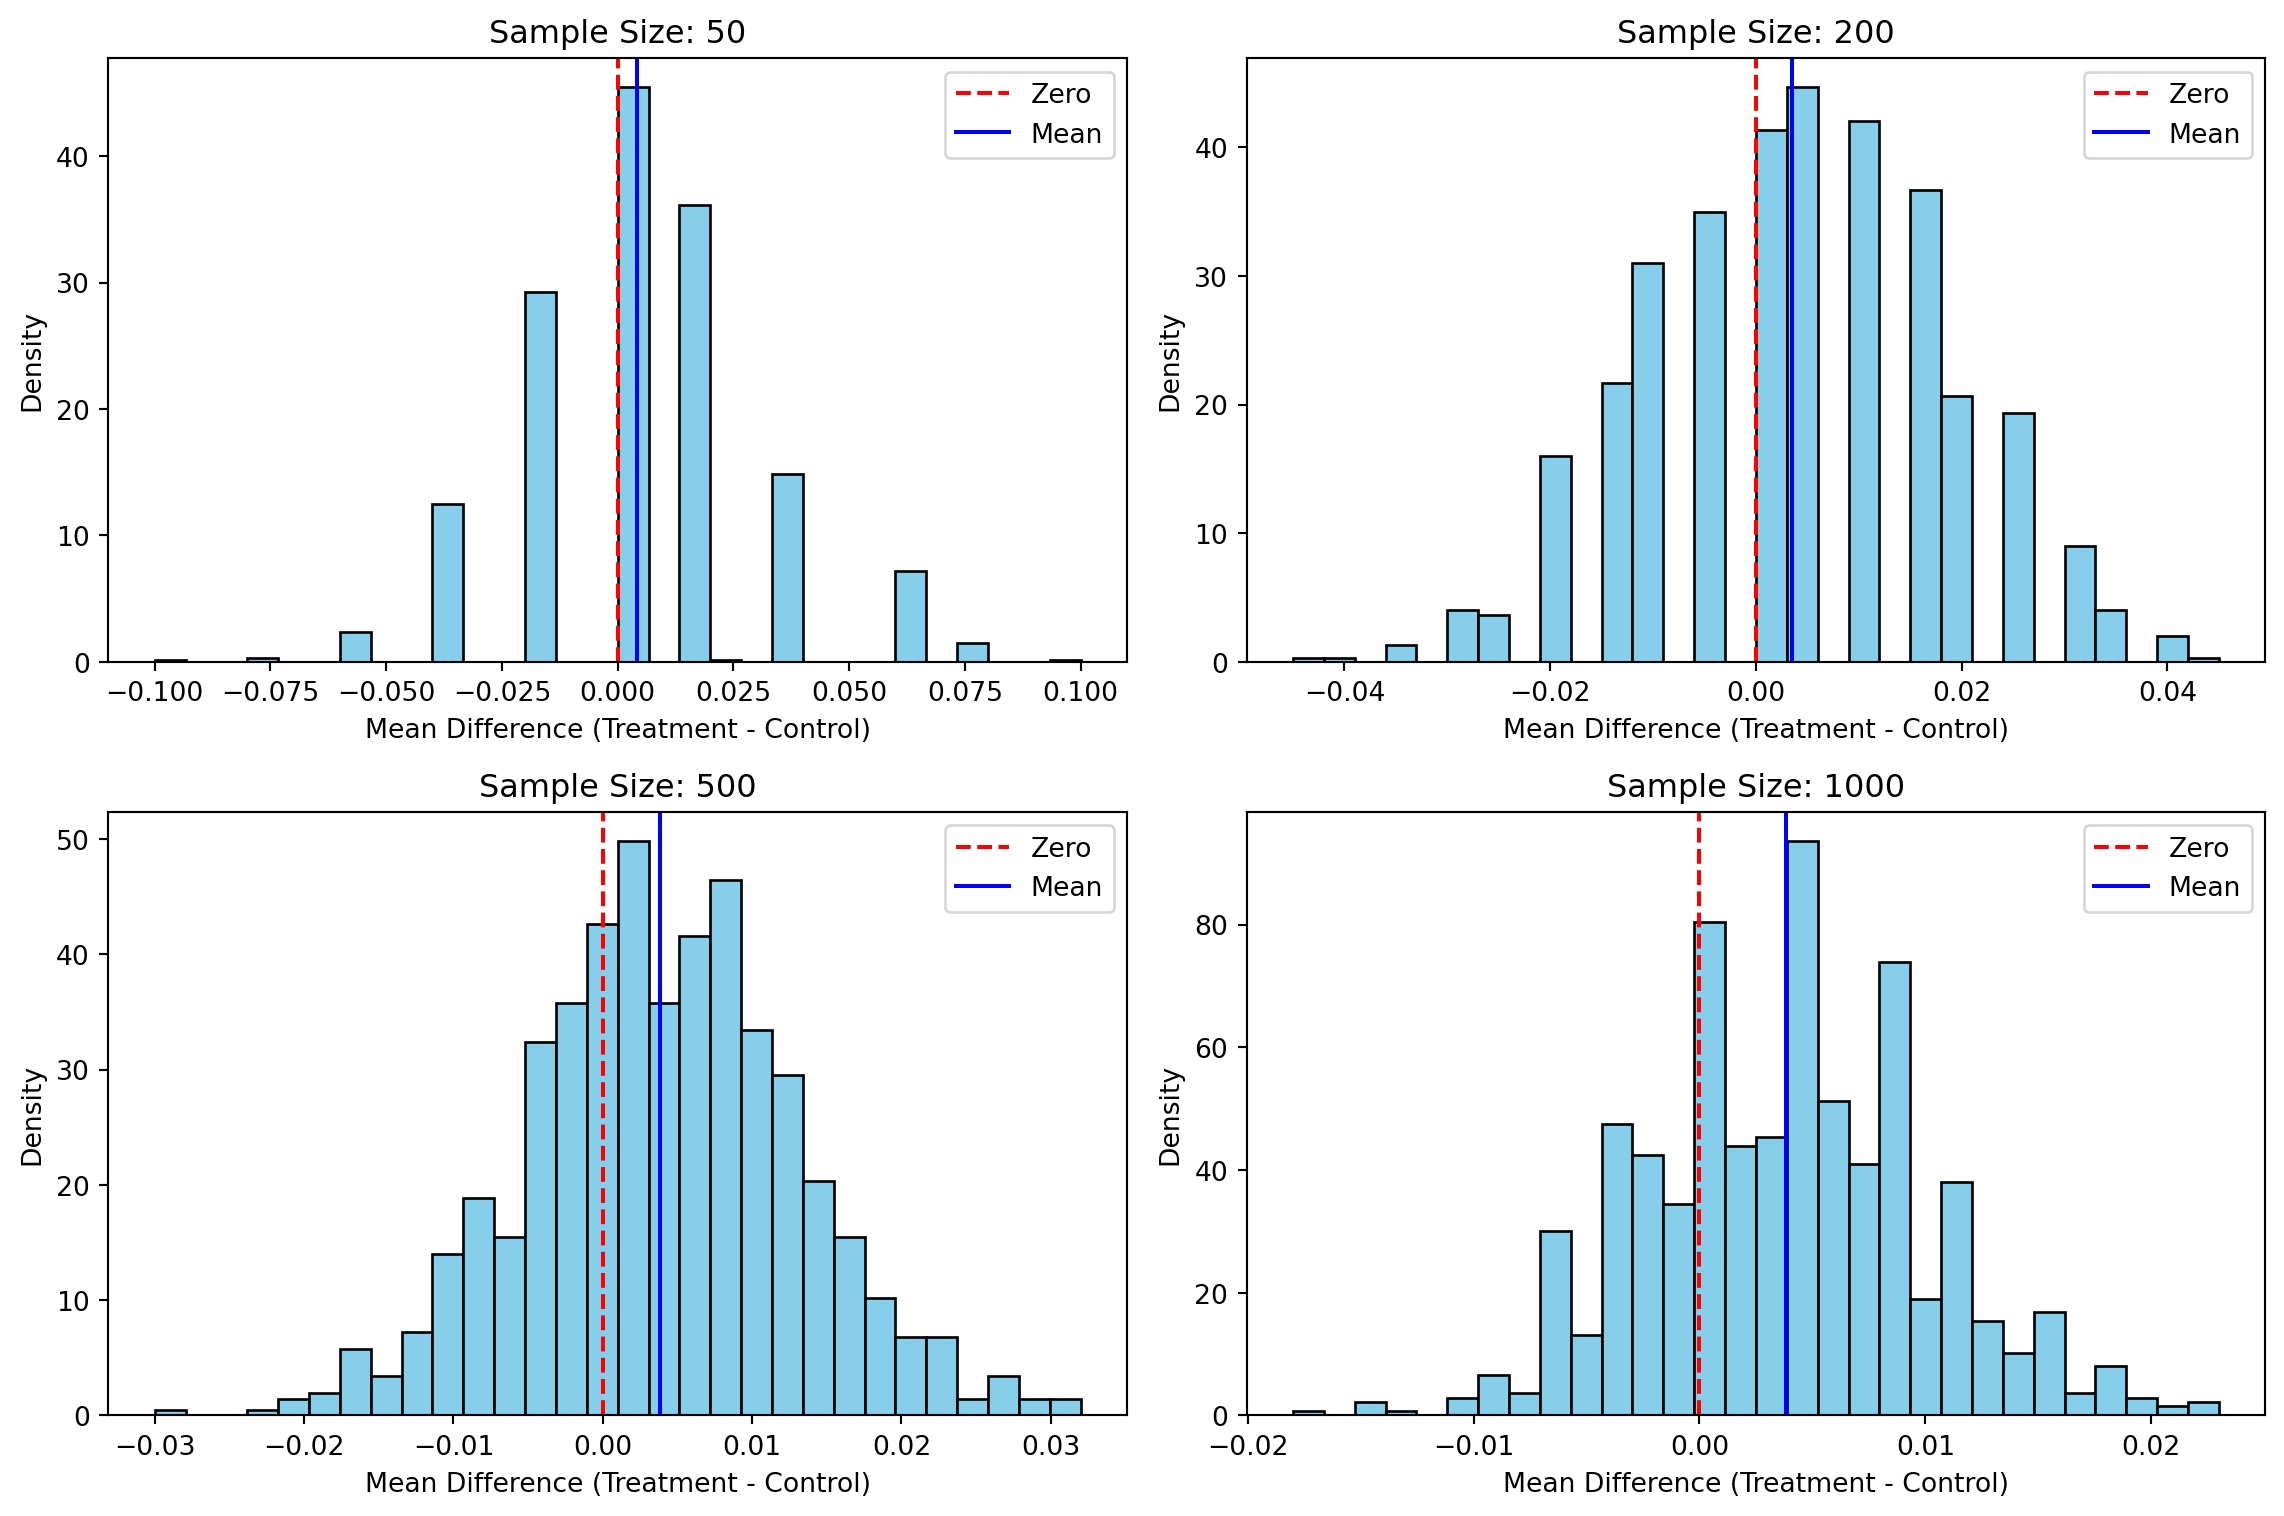 Sample Size: 50
Zero
Mean
Density
40
30
20
10
0
−0.100 −0.075 −0.050 −0.025 0.000 0.025 0.050 0.075 0.100
Mean Difference (Treatment - Control)
Sample Size: 200
Zero
Mean
Density
40
30
20
10
0
−0.04 −0.02 0.00 0.02 0.04
Mean Difference (Treatment - Control)
Sample Size: 500
Zero
Mean
Density
50
40
30
20
10
0
−0.03 −0.02 −0.01 0.00 0.01 0.02 0.03
Mean Difference (Treatment - Control)
Sample Size: 1000
Zero
Mean
Density
80
60
40
20
0
−0.02 −0.01 0.00 0.01 0.02
Mean Difference (Treatment - Control)